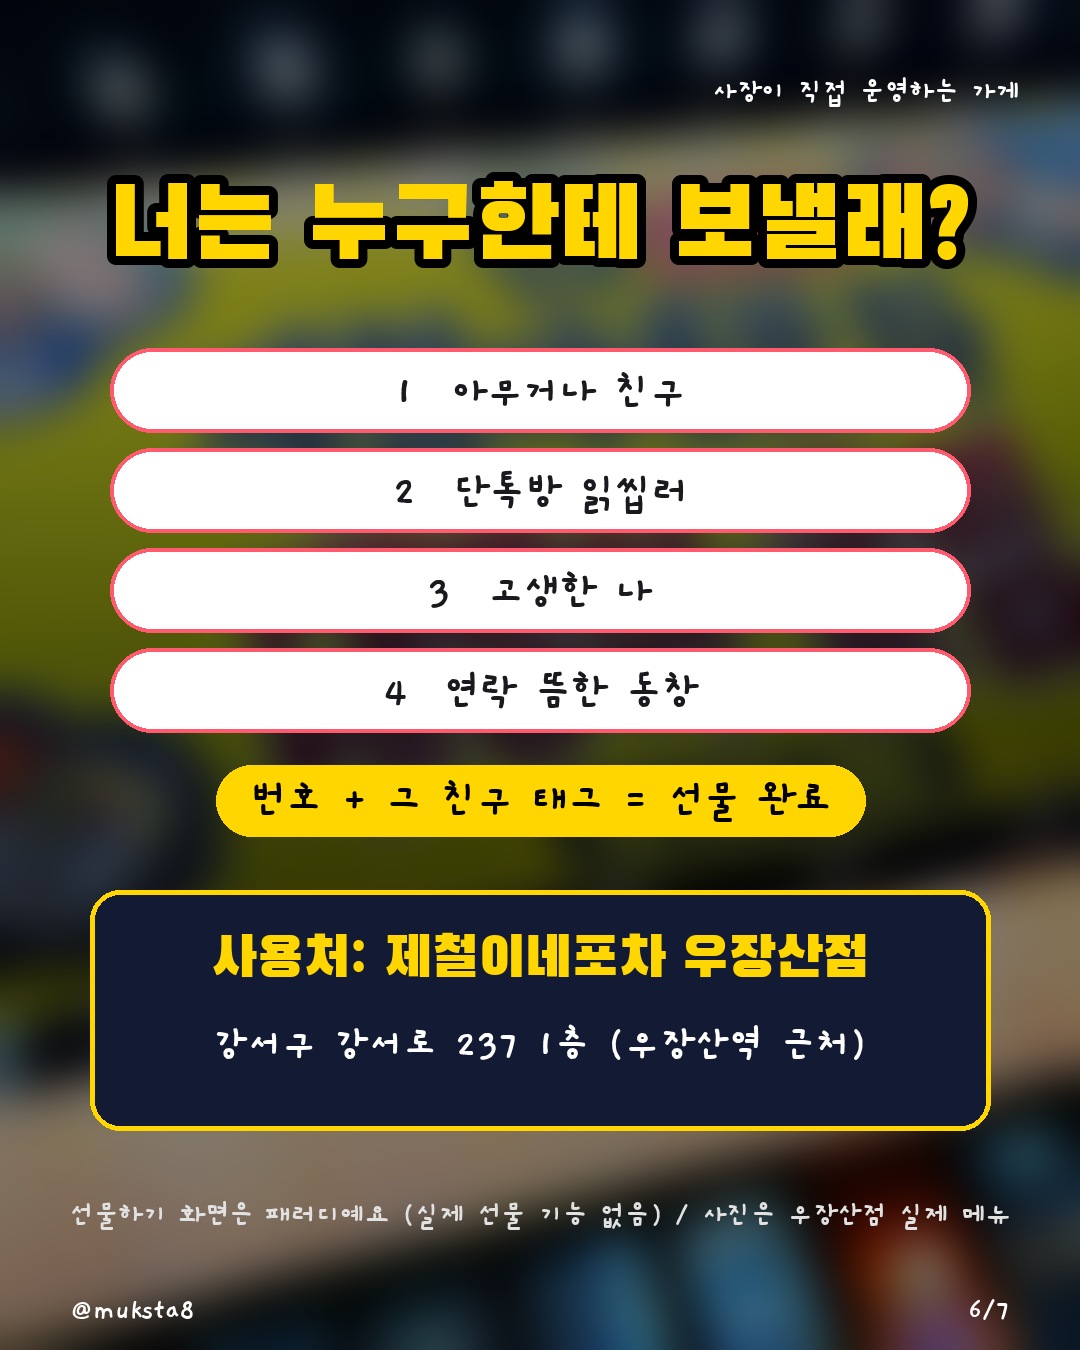 사장이 직접 운영하는 가게
너는 누구한테 보낼래?
1 아무거나 친구
2 단톡방 읽씹러
3 고생한 나
4 연락 뜸한 동창
번호 + 그 친구 태그 = 선물 완료
사용처: 제철이네포차 우장산점
강서구 강서로 237 1층 (우장산역 근처)
선물하기 화면은 패러디예요 (실제 선물 기능 없음) / 사진은 우장산점 실제 메뉴
@muksta8
6/7